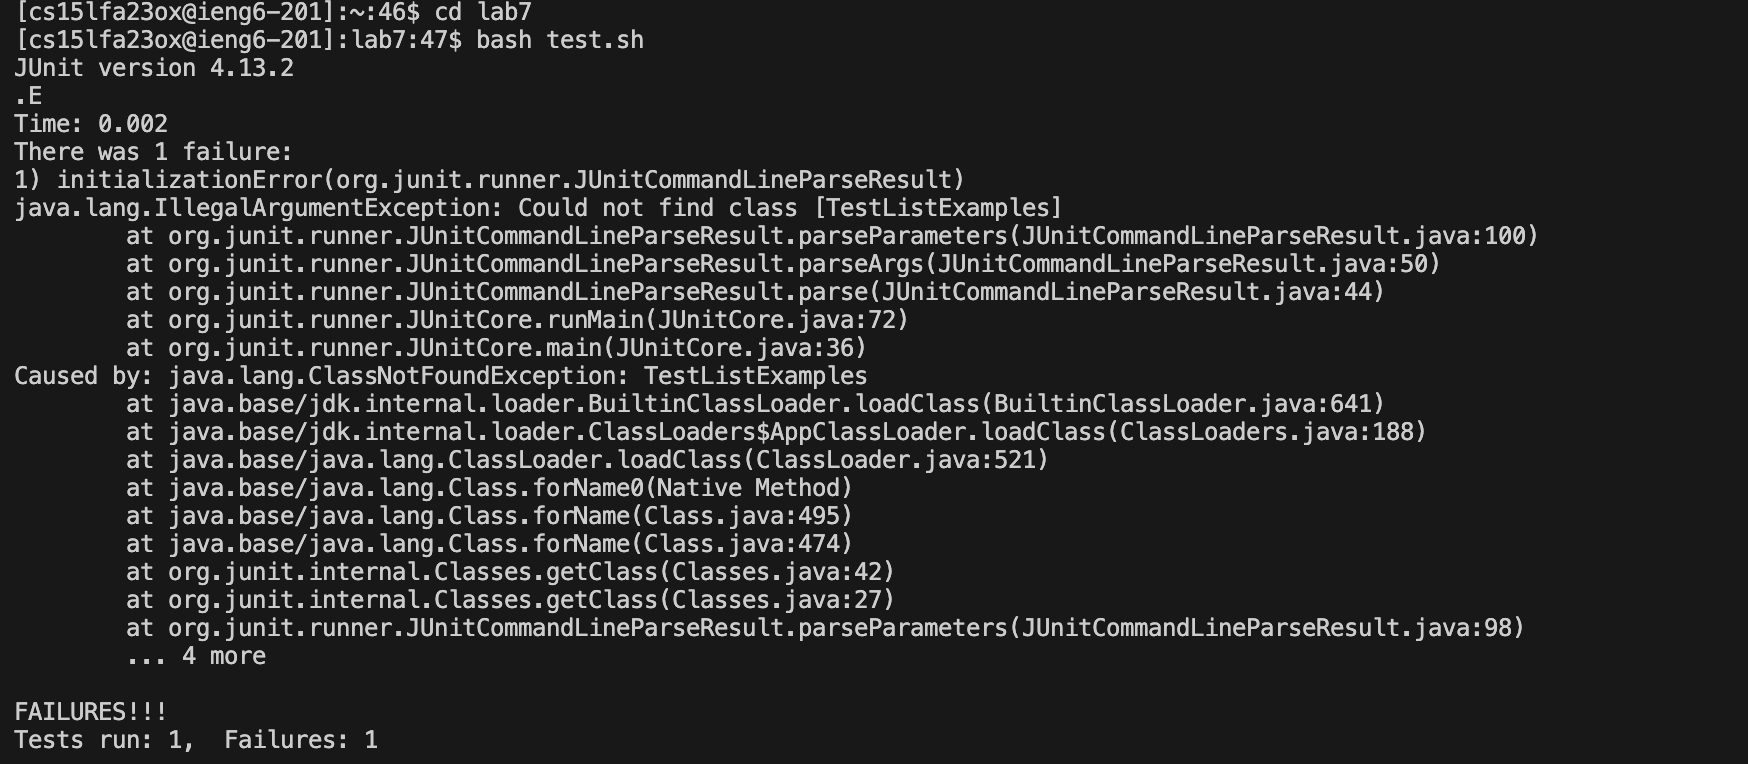 [cs15lfa23ox@ieng6-201]:~:46$ cd lab7
[cs15lfa23ox@ieng6-201]:lab7:47$ bash test.sh
JUnit version 4.13.2
.E
Time: 0.002
There was 1 failure:
1) initializationError(org.junit.runner.JUnitCommandLineParseResult)
java.lang.IllegalArgumentException: Could not find class [TestListExamples]
        at org.junit.runner.JUnitCommandLineParseResult.parseParameters(JUnitCommandLineParseResult.java:100)
        at org.junit.runner.JUnitCommandLineParseResult.parseArgs(JUnitCommandLineParseResult.java:50)
        at org.junit.runner.JUnitCommandLineParseResult.parse(JUnitCommandLineParseResult.java:44)
        at org.junit.runner.JUnitCore.runMain(JUnitCore.java:72)
        at org.junit.runner.JUnitCore.main(JUnitCore.java:36)
Caused by: java.lang.ClassNotFoundException: TestListExamples
        at java.base/jdk.internal.loader.BuiltinClassLoader.loadClass(BuiltinClassLoader.java:641)
        at java.base/jdk.internal.loader.ClassLoaders$AppClassLoader.loadClass(ClassLoaders.java:188)
        at java.base/java.lang.ClassLoader.loadClass(ClassLoader.java:521)
        at java.base/java.lang.Class.forName0(Native Method)
        at java.base/java.lang.Class.forName(Class.java:495)
        at java.base/java.lang.Class.forName(Class.java:474)
        at org.junit.internal.Classes.getClass(Classes.java:42)
        at org.junit.internal.Classes.getClass(Classes.java:27)
        at org.junit.runner.JUnitCommandLineParseResult.parseParameters(JUnitCommandLineParseResult.java:98)
        ... 4 more
FAILURES!!!
Tests run: 1,  Failures: 1